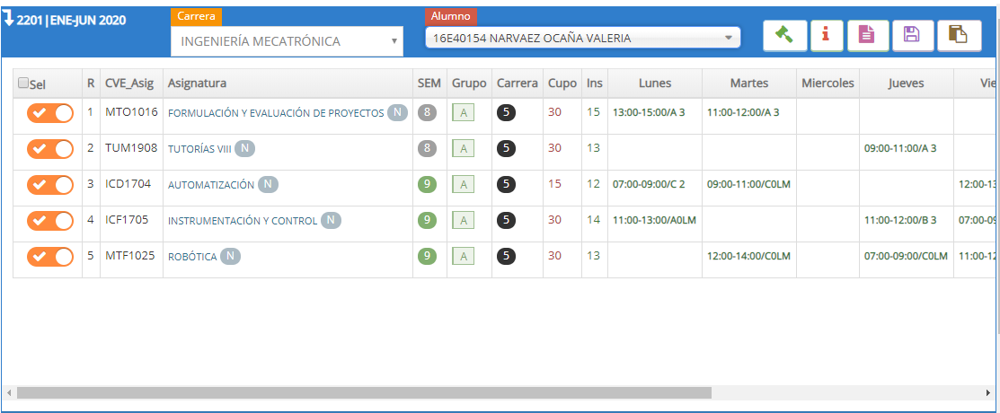 2201|ENE-JUN 2020
Carrera
INGENIERÍA MECATRÓNICA
Alumno
16E40154 NARVAEZ OCAÑA VALERIA
Sel R CVE_Asig Asignatura SEM Grupo Carrera Cupo Ins Lunes Martes Miercoles Jueves Vie
1 MTO1016 FORMULACIÓN Y EVALUACIÓN DE PROYECTOS N 8 A 5 30 15 13:00-15:00/A 3 11:00-12:00/A 3
2 TUM1908 TUTORÍAS VIII N 8 A 5 30 13 09:00-11:00/A 3
3 ICD1704 AUTOMATIZACIÓN N 9 A 5 15 12 07:00-09:00/C 2 09:00-11:00/C0LM 12:00-13
4 ICF1705 INSTRUMENTACIÓN Y CONTROL N 9 A 5 30 14 11:00-13:00/A0LM 11:00-12:00/B 3 07:00-09
5 MTF1025 ROBÓTICA N 9 A 5 30 13 12:00-14:00/C0LM 07:00-09:00/C0LM 11:00-12